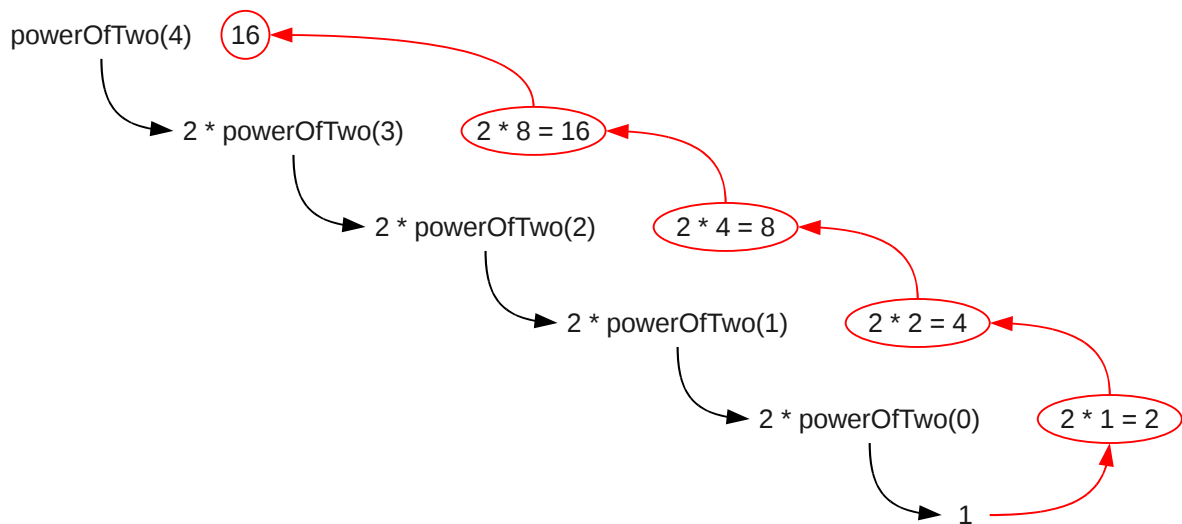 powerOfTwo(4) 16
2 * powerOfTwo(3) 2 * 8 = 16
2 * powerOfTwo(2) 2 * 4 = 8
2 * powerOfTwo(1) 2 * 2 = 4
2 * powerOfTwo(0) 2 * 1 = 2
1